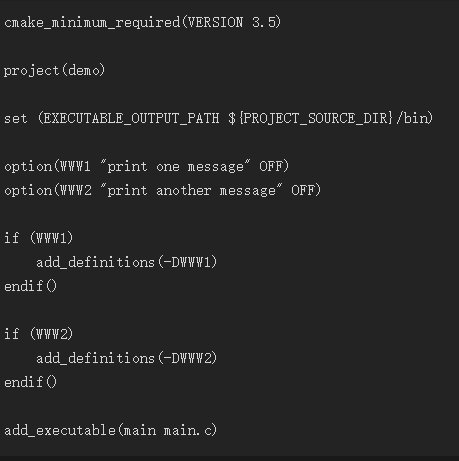 cmake_minimum_required(VERSION 3.5)
project(demo)
set (EXECUTABLE_OUTPUT_PATH ${PROJECT_SOURCE_DIR}/bin)
option(WWW1 "print one message" OFF)
option(WWW2 "print another message" OFF)
if (WWW1)
    add_definitions(-DWWW1)
endif()
if (WWW2)
    add_definitions(-DWWW2)
endif()
add_executable(main main.c)